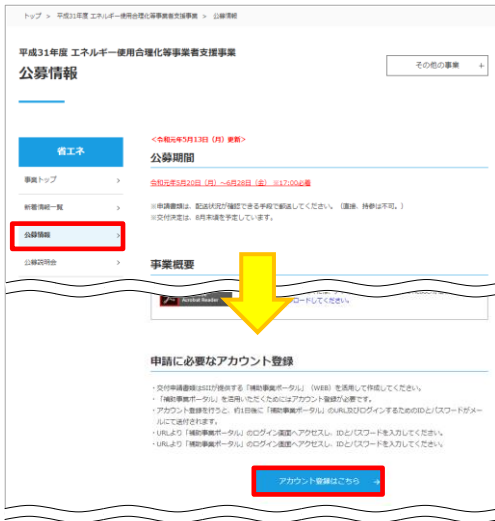 トップ > 平成31年度 エネルギー使用合理化等事業者支援事業 > 公募情報
平成31年度 エネルギー使用合理化等事業者支援事業
公募情報
その他の事業 +
省エネ
事業トップ >
新着情報一覧 >
公募情報 >
公募説明会 >
<令和元年5月13日（月）更新>
公募期間
令和元年5月20日（月）～6月28日（金） ※17:00必着
※申請書類は、配送状況が確認できる手段で郵送してください。（直接、持参は不可。）
※交付決定は、8月末頃を予定しています。
事業概要
Acrobat Reader
ロードしてください。
申請に必要なアカウント登録
・交付申請書類はSIIが提供する「補助事業ポータル」（WEB）を活用して作成してください。
・「補助事業ポータル」を活用いただくためにはアカウント登録が必要です。
・アカウント登録を行うと、約1日後に「補助事業ポータル」のURL及びログインするためのIDとパスワードがメー
ルにて送付されます。
・URLより「補助事業ポータル」のログイン画面へアクセスし、IDとパスワードを入力してください。
・URLより「補助事業ポータル」のログイン画面へアクセスし、IDとパスワードを入力してください。
アカウント登録はこちら →